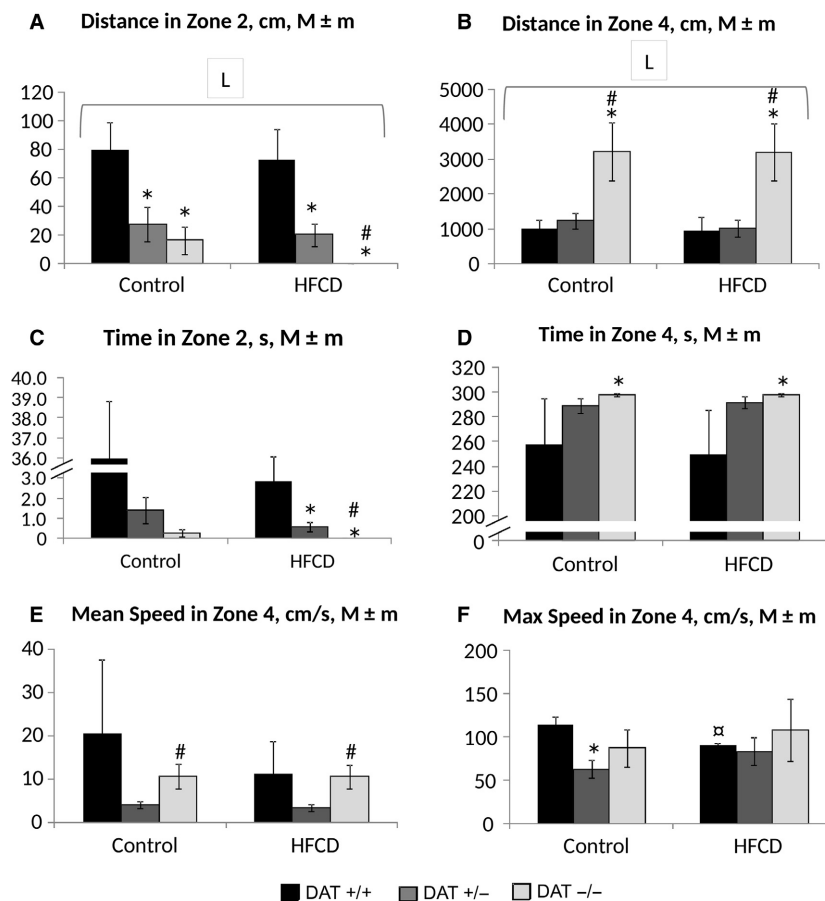 A Distance in Zone 2, cm, M ± m
L
120
100
80
60
40
20
0
* * * # *
Control HFCD
B Distance in Zone 4, cm, M ± m
L
5000
4000
3000
2000
1000
0
# * # *
Control HFCD
C Time in Zone 2, s, M ± m
40.0
39.0
38.0
37.0
36.0
3.0
2.0
1.0
0
* # *
Control HFCD
D Time in Zone 4, s, M ± m
320
300
280
260
240
220
200
0
* *
Control HFCD
E Mean Speed in Zone 4, cm/s, M ± m
40
30
20
10
0
# #
Control HFCD
F Max Speed in Zone 4, cm/s, M ± m
200
150
100
50
0
* ¤
Control HFCD
DAT +/+ DAT +/– DAT –/–